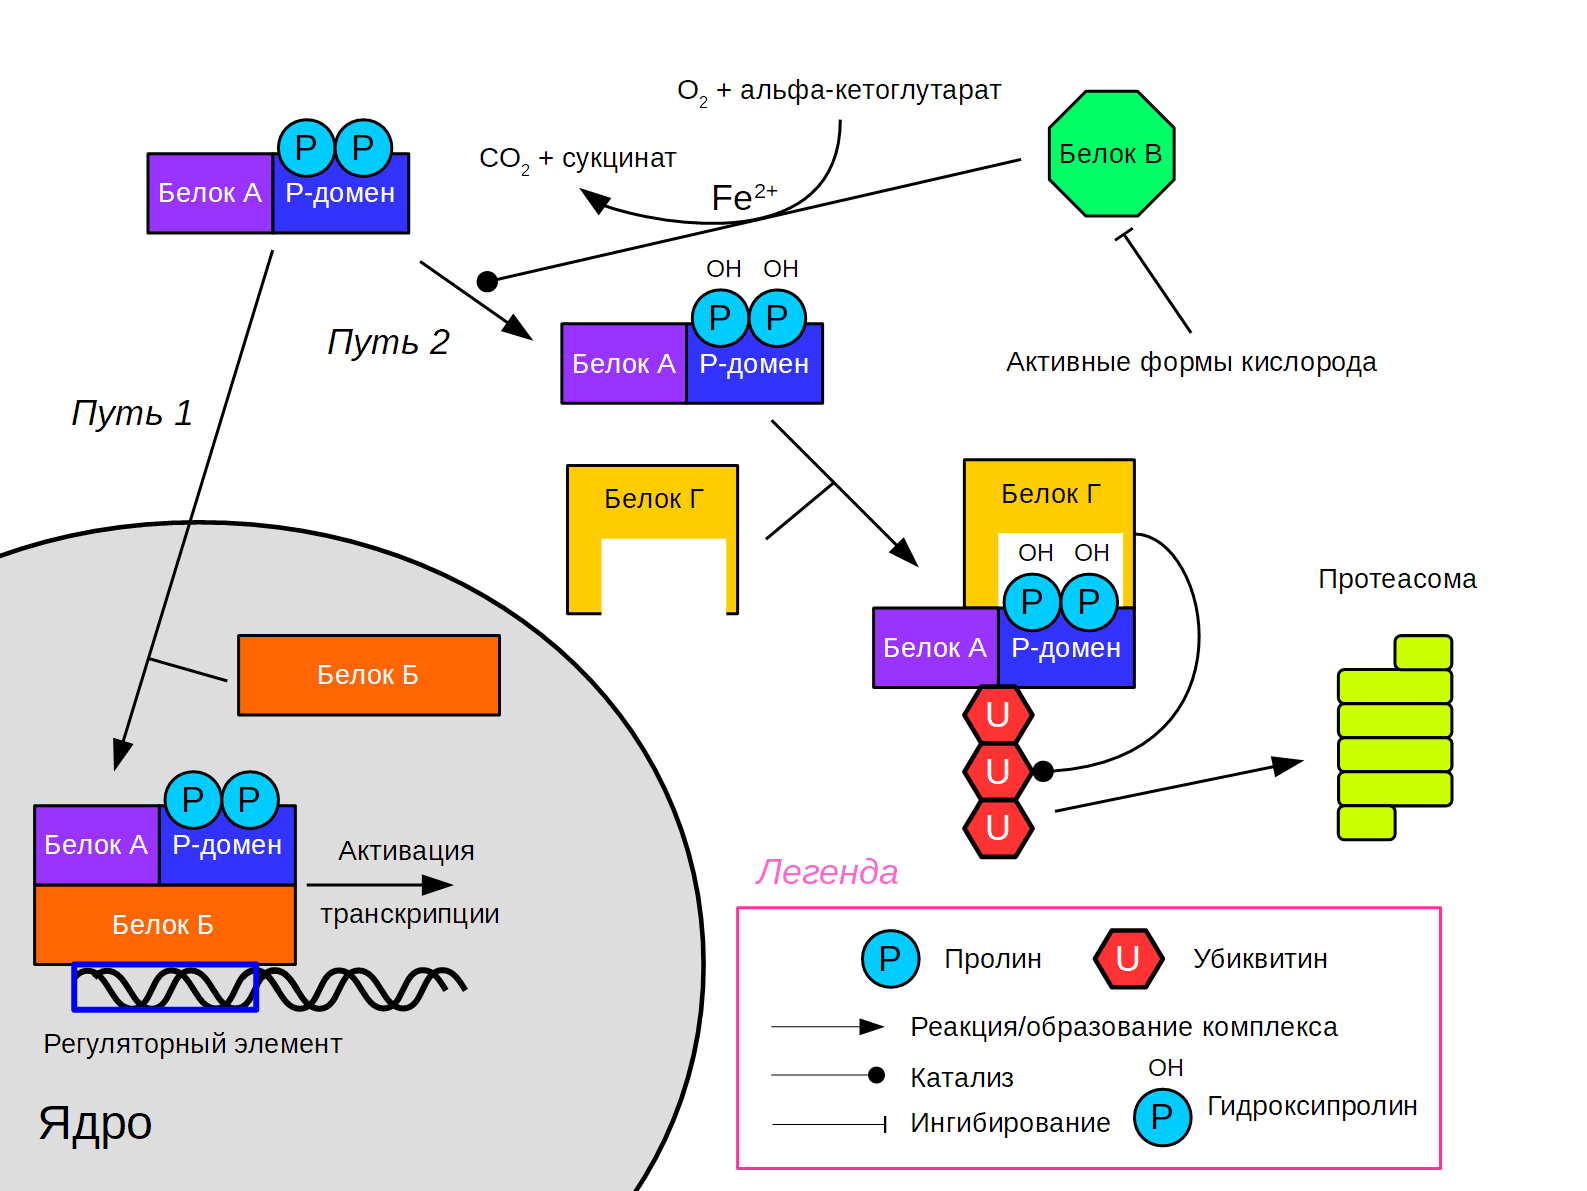 O2 + альфа-кетоглутарат
CO2 + сукцинат
Fe2+
Белок В
P P
Белок А Р-домен
OH OH
P P
Белок А Р-домен
Путь 2
Путь 1
Активные формы кислорода
Белок Г
Белок Г
OH OH
P P
Белок А Р-домен
U
U
U
Протеасома
Белок Б
P P
Белок А Р-домен
Белок Б
Активация
транскрипции
Регуляторный элемент
Ядро
Легенда
P Пролин
U Убиквитин
Реакция/образование комплекса
Катализ
Ингибирование
OH
P Гидроксипролин